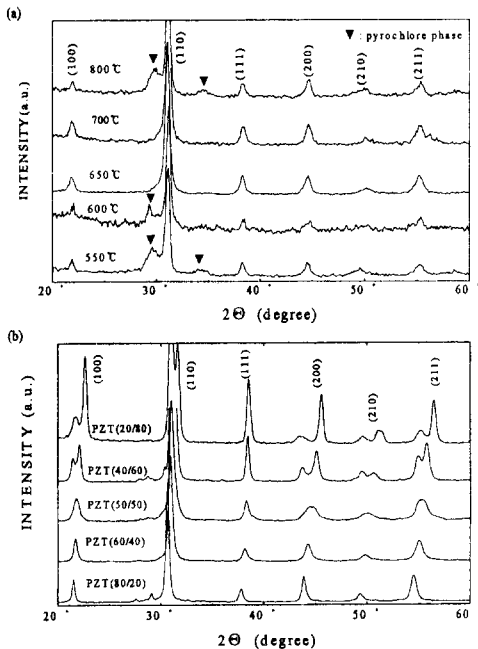 (a)
▼ : pyrochlore phase
(100)
(110)
(111)
(200)
(210)
(211)
800℃
700℃
650℃
600℃
550℃
INTENSITY (a.u.)
20
30
40
50
60
2Θ (degree)
(b)
(100)
(110)
(111)
(200)
(210)
(211)
PZT(20/80)
PZT(40/60)
PZT(50/50)
PZT(60/40)
PZT(80/20)
INTENSITY (a.u.)
20
30
40
50
60
2Θ (degree)